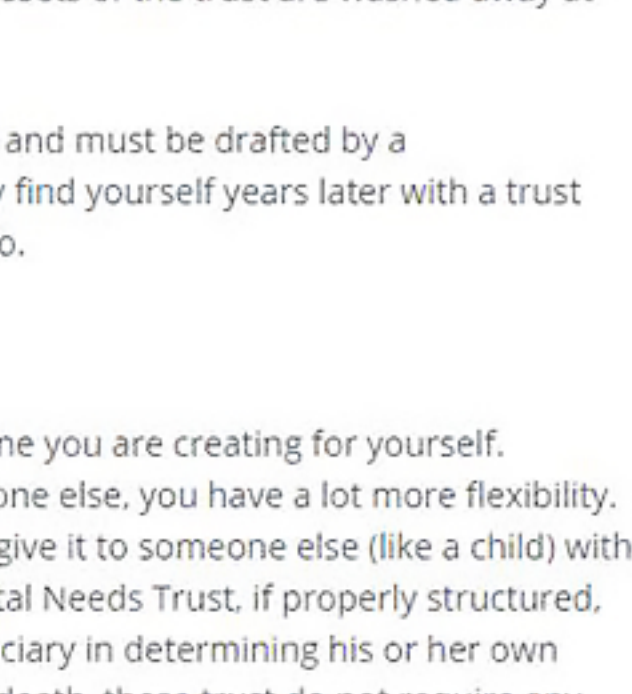 and must be drafted by a
find yourself years later with a trust
o.
ne you are creating for yourself.
one else, you have a lot more flexibility.
give it to someone else (like a child) with
tal Needs Trust, if properly structured,
ciary in determining his or her own